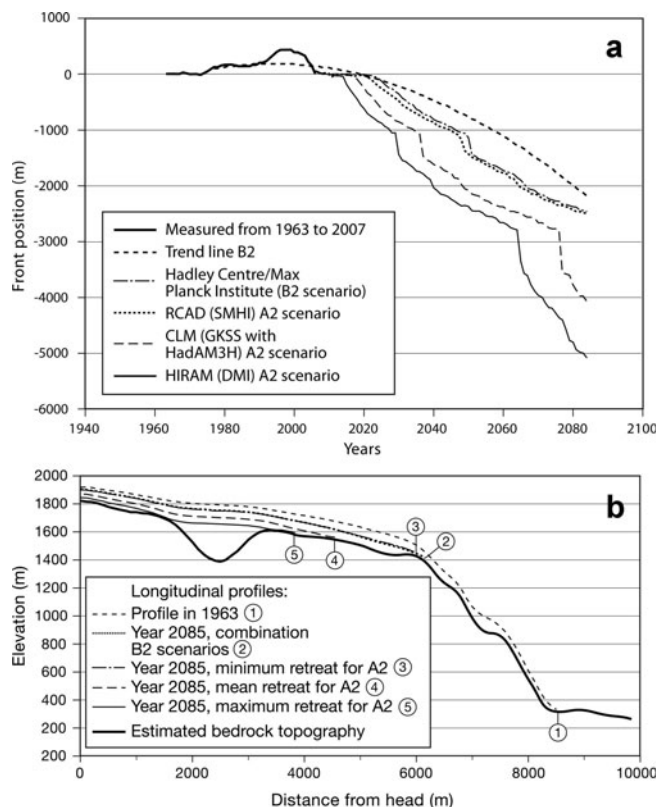 1000
0
-1000
-2000
-3000
-4000
-5000
-6000
Front position (m)
a
Measured from 1963 to 2007
Trend line B2
Hadley Centre/Max
Planck Institute (B2 scenario)
RCAD (SMHI) A2 scenario
CLM (GKSS with
HadAM3H) A2 scenario
HIRAM (DMI) A2 scenario
1940 1960 1980 2000 2020 2040 2060 2080 2100
Years
2000
1800
1600
1400
1200
1000
800
600
400
200
Elevation (m)
b
3
2
5
4
1
Longitudinal profiles:
Profile in 1963 1
Year 2085, combination
B2 scenarios 2
Year 2085, minimum retreat for A2 3
Year 2085, mean retreat for A2 4
Year 2085, maximum retreat for A2 5
Estimated bedrock topography
0 2000 4000 6000 8000 10000
Distance from head (m)